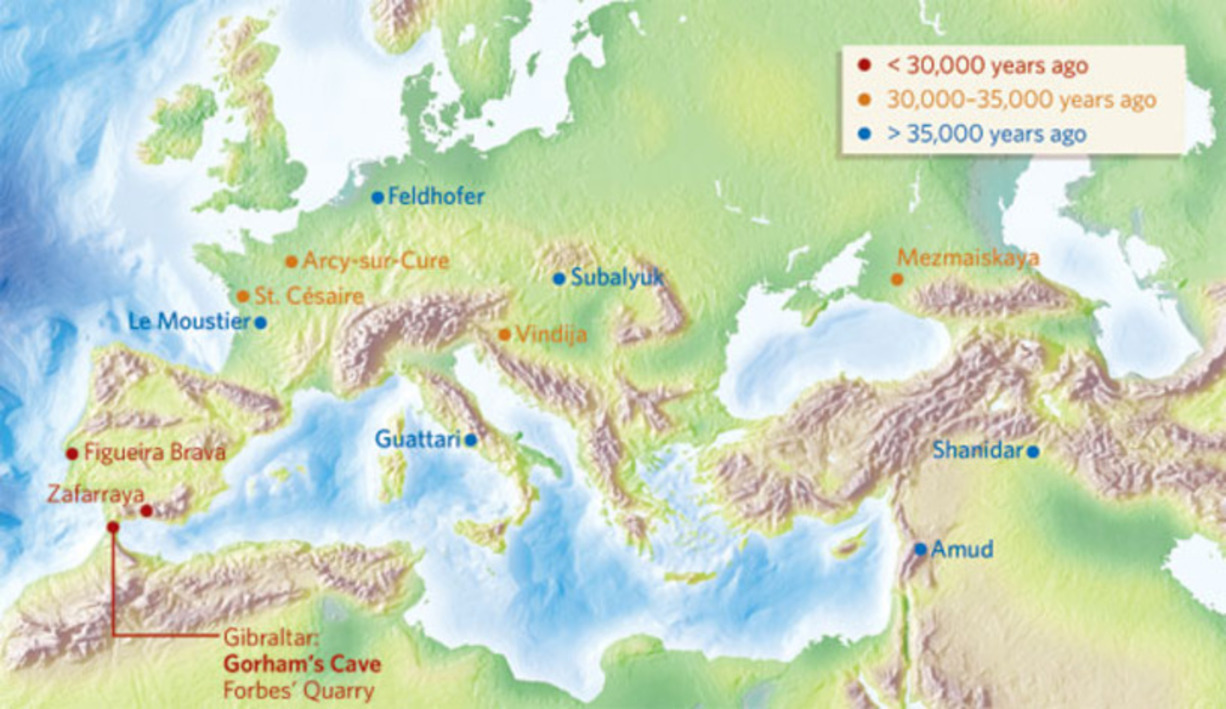 < 30,000 years ago
30,000–35,000 years ago
> 35,000 years ago
Feldhofer
Arcy-sur-Cure
Mezmaiskaya
Subalyuk
St. Césaire
Le Moustier
Vindija
Guattari
Figueira Brava
Shanidar
Zafarraya
Amud
Gibraltar:
Gorham's Cave
Forbes' Quarry